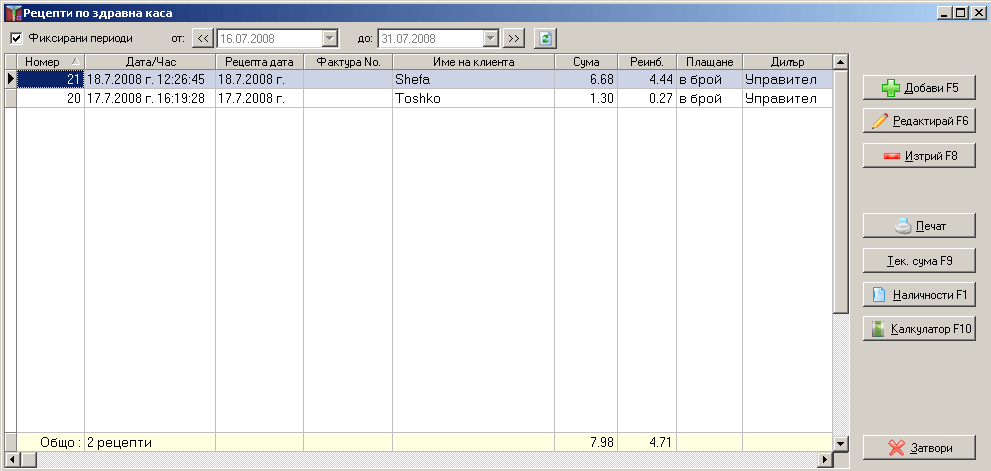 Рецепти по здравна каса
Фиксирани периоди от: << 16.07.2008 до: 31.07.2008 >>
Номер Дата/Час Рецепта дата Фактура No. Име на клиента Сума Реинб. Плащане Дилър
21 18.7.2008 г. 12:26:45 18.7.2008 г. Shefa 6.68 4.44 в брой Управител
20 17.7.2008 г. 16:19:28 17.7.2008 г. Toshko 1.30 0.27 в брой Управител
Общо : 2 рецепти 7.98 4.71
Добави F5
Редактирай F6
Изтрий F8
Печат
Тек. сума F9
Наличности F1
Калкулатор F10
Затвори